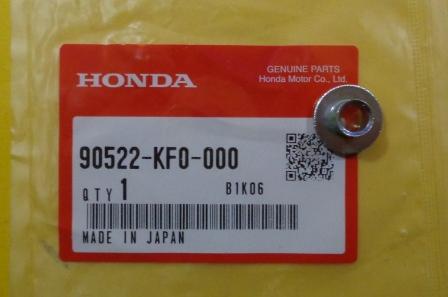 GENUINE PARTS
HONDA
Honda Motor Co., Ltd.
90522-KF0-000
QTY 1
B1K06
MADE IN JAPAN